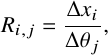 R_{i,j} = \frac{\Delta x_i}{\Delta \theta_j},